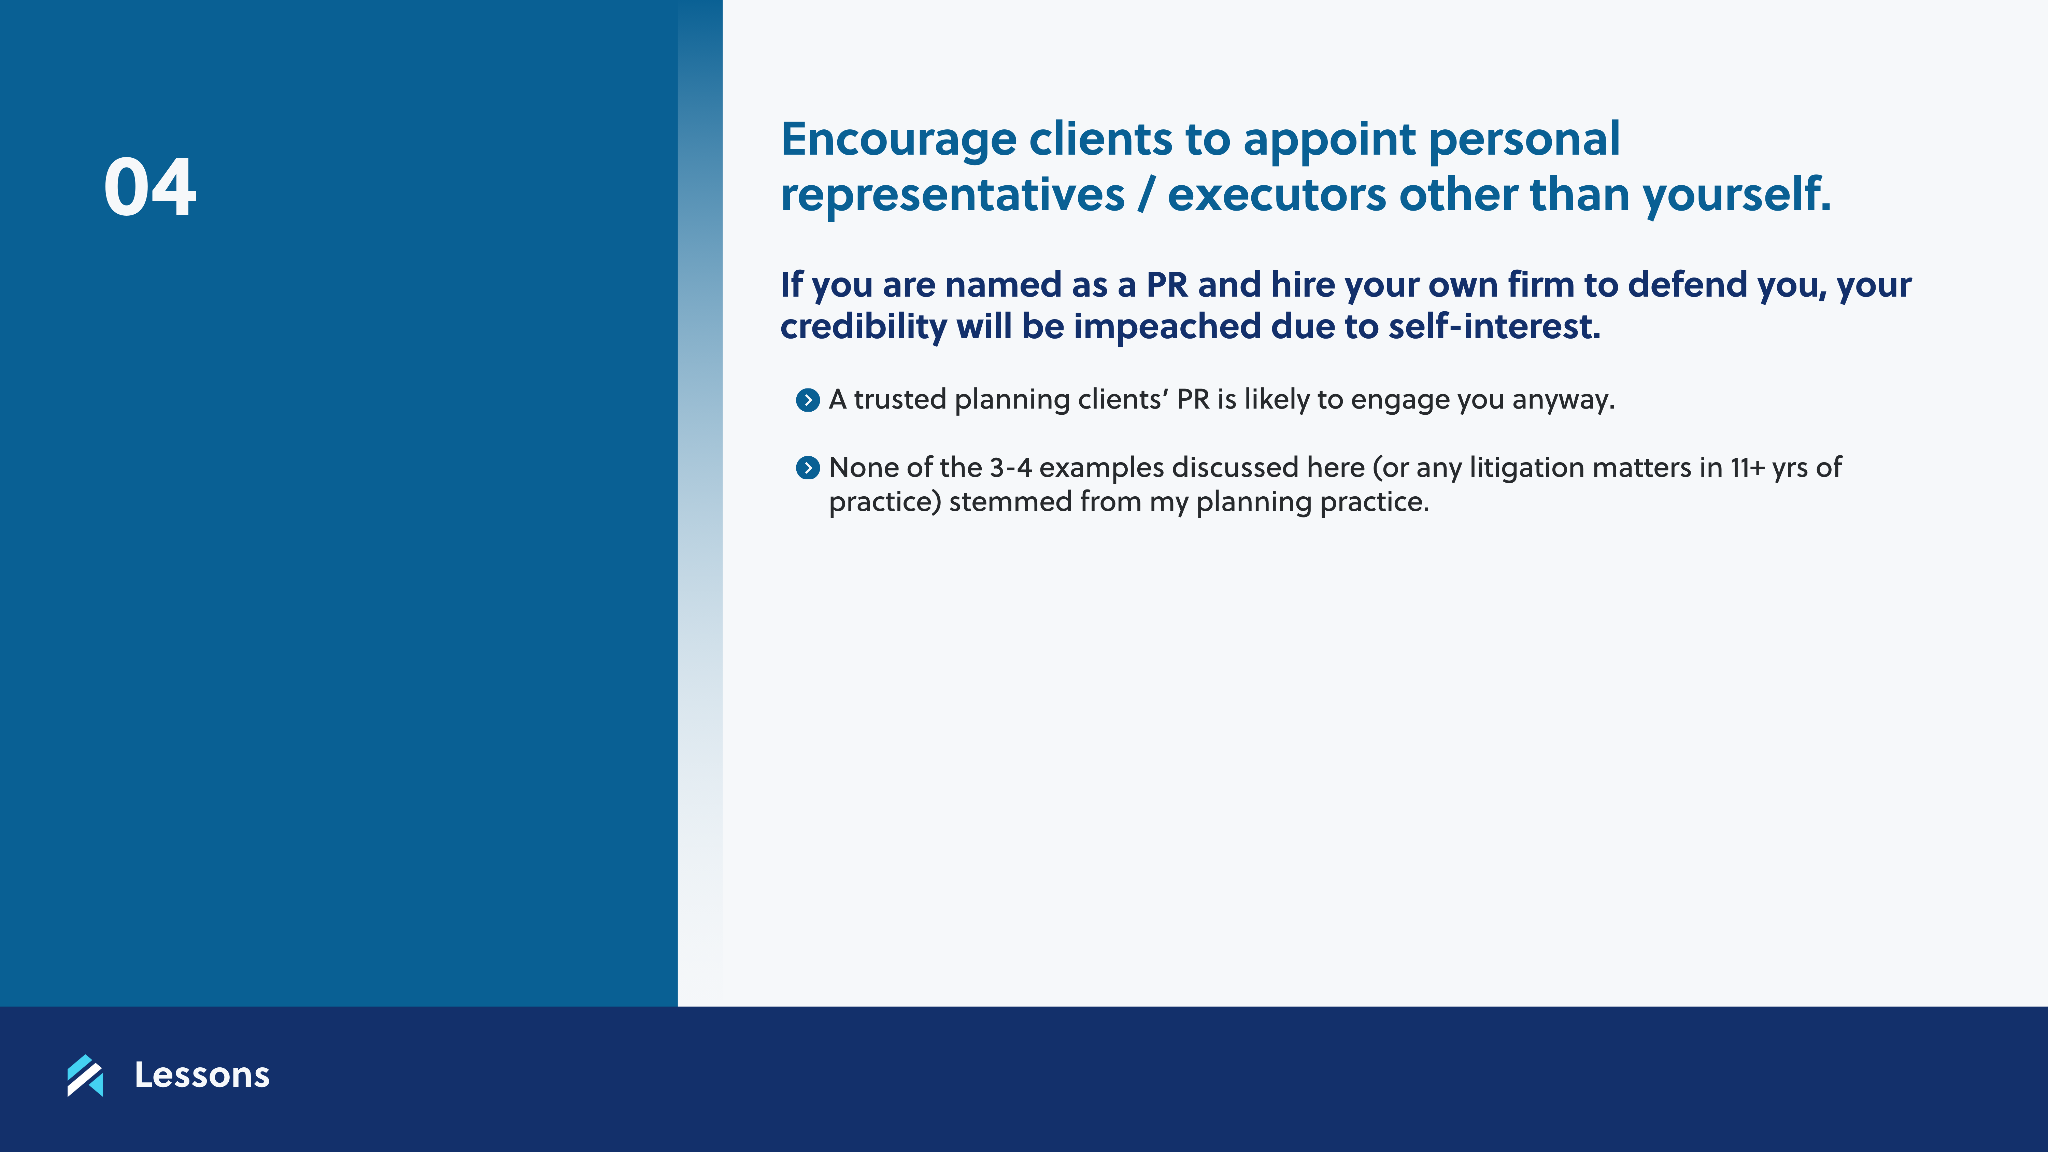 04
Encourage clients to appoint personal
representatives / executors other than yourself.
If you are named as a PR and hire your own firm to defend you, your
credibility will be impeached due to self-interest.
A trusted planning clients’ PR is likely to engage you anyway.
None of the 3-4 examples discussed here (or any litigation matters in 11+ yrs of
practice) stemmed from my planning practice.
Lessons